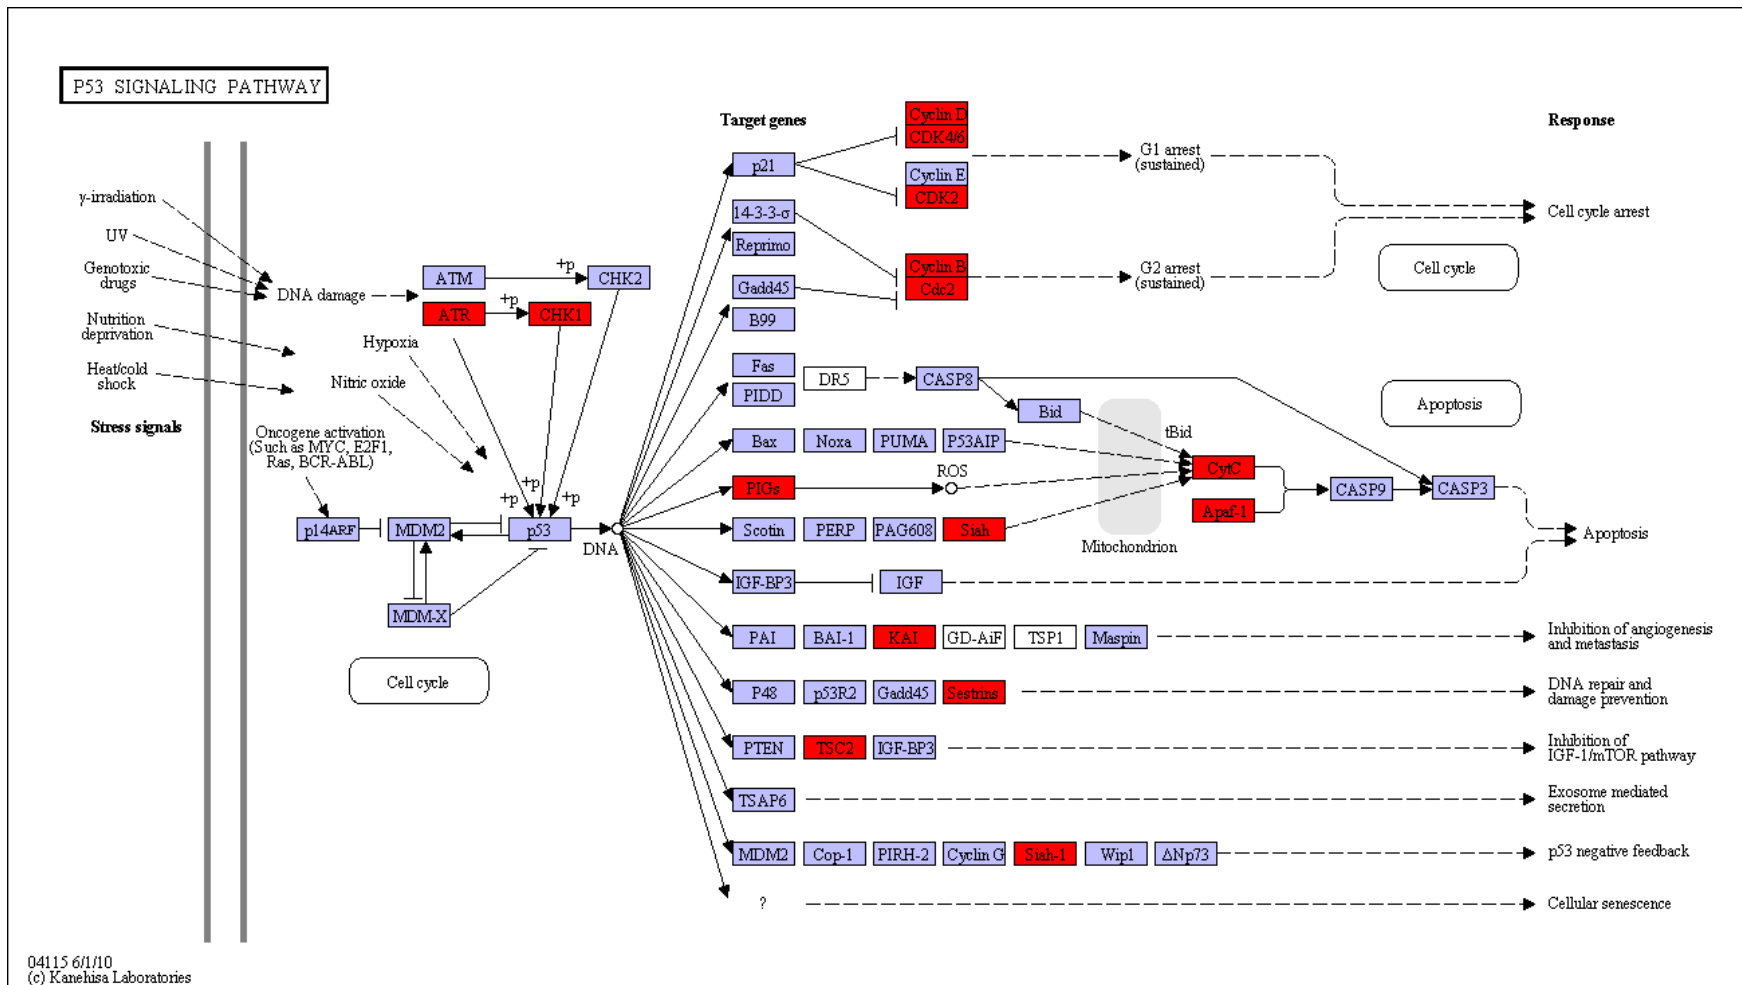 P53 SIGNALING PATHWAY
Target genes
Response
γ-irradiation
UV
Genotoxic
drugs
Nutrition
deprivation
Heat/cold
shock
Stress signals
DNA damage
ATM
+p
CHK2
ATR
+p
CHK1
Hypoxia
Nitric oxide
Oncogene activation
(Such as MYC, E2F1,
Ras, BCR-ABL)
+p
+p
+p
p14ARF
MDM2
p53
DNA
MDM-X
Cell cycle
p21
Cyclin D
CDK4/6
Cyclin E
CDK2
G1 arrest
(sustained)
14-3-3-σ
Reprimo
Gadd45
B99
Cyclin B
Cdc2
G2 arrest
(sustained)
Cell cycle arrest
Cell cycle
Fas
PIDD
DR5
CASP8
Bid
tBid
Apoptosis
Bax
Noxa
PUMA
P53AIP
PIGs
ROS
CytC
Apaf-1
CASP9
CASP3
Scotin
PERP
PAG608
Siah
Mitochondrion
Apoptosis
IGF-BP3
IGF
PAI
BAI-1
KAI
GD-AiF
TSP1
Maspin
Inhibition of angiogenesis
and metastasis
P48
p53R2
Gadd45
Sestrins
DNA repair and
damage prevention
PTEN
TSC2
IGF-BP3
Inhibition of
IGF-1/mTOR pathway
TSAP6
Exosome mediated
secretion
MDM2
Cop-1
PIRH-2
Cyclin G
Siah-1
Wip1
ΔNp73
p53 negative feedback
?
Cellular senescence
04115 6/1/10
(c) Kanehisa Laboratories